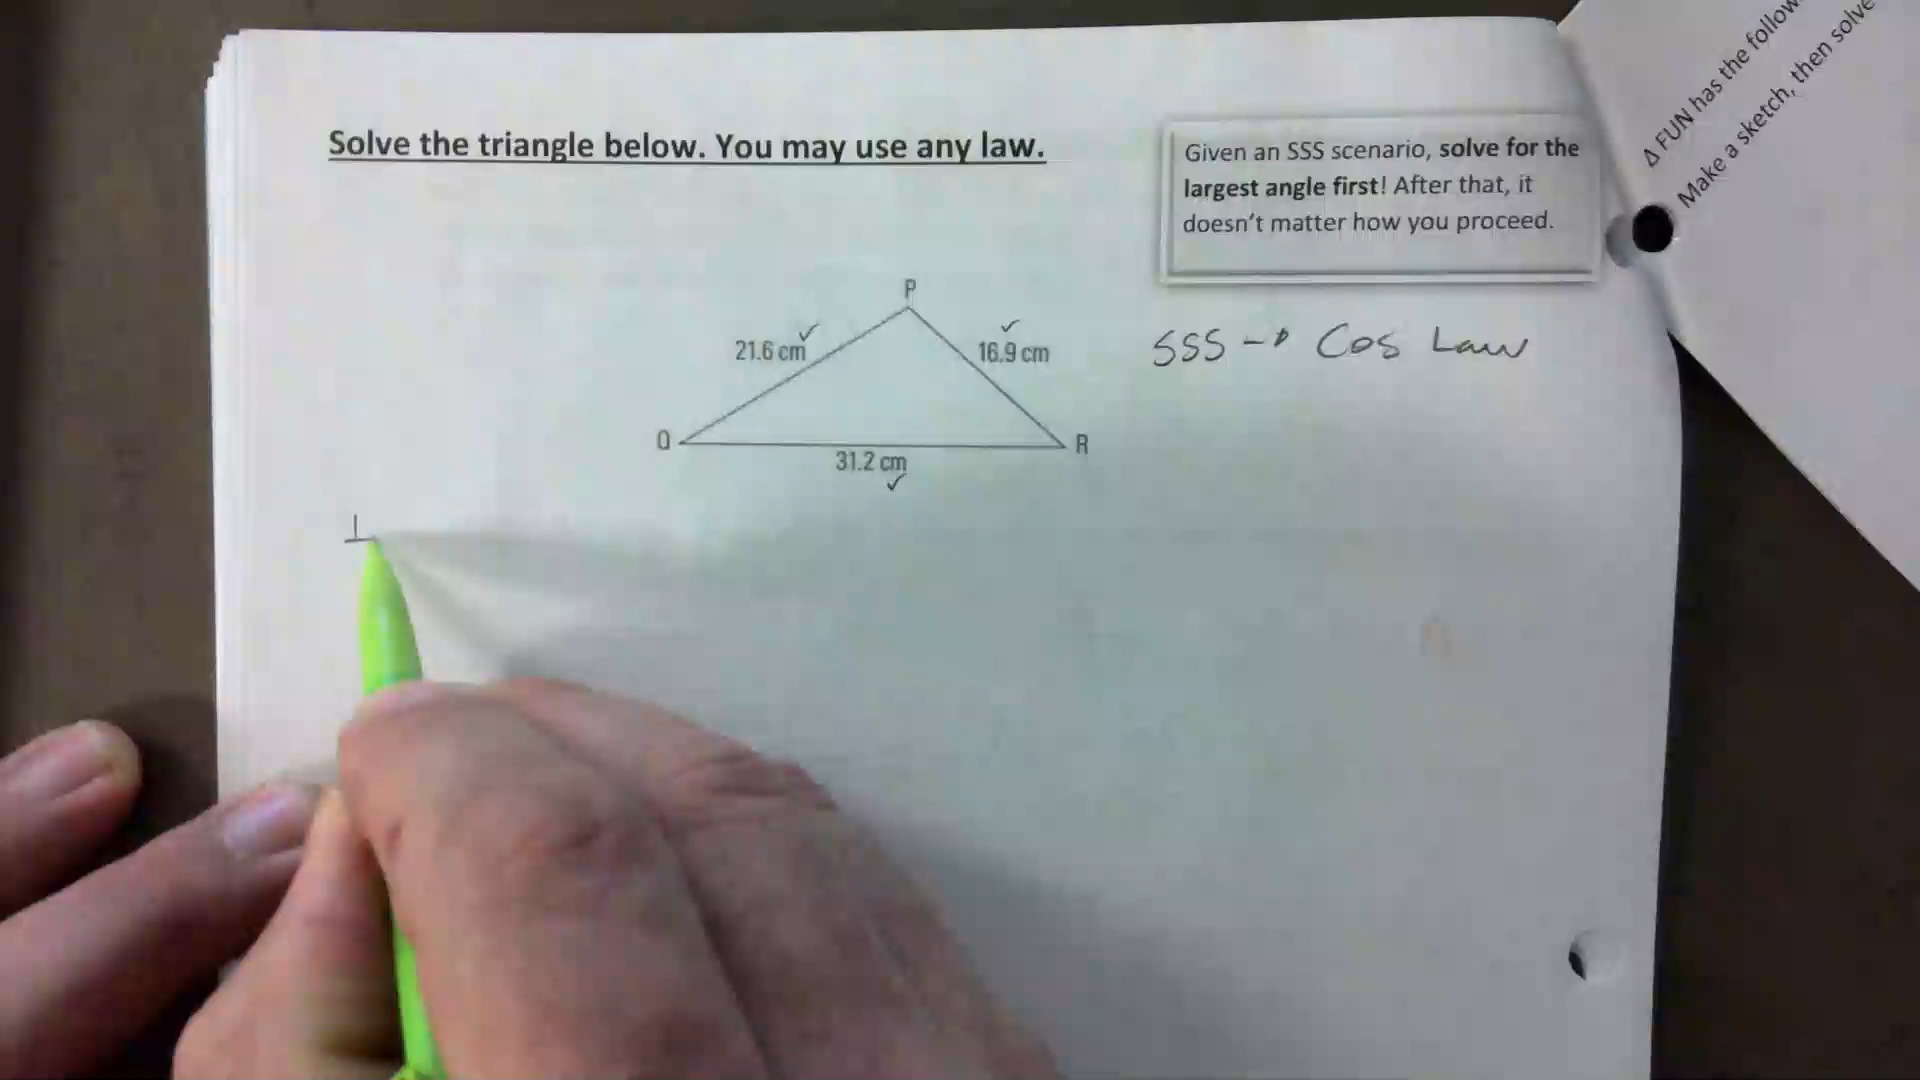 Solve the triangle below. You may use any law.
Given an SSS scenario, solve for the
largest angle first! After that, it
doesn't matter how you proceed.
Δ FUN has the follow
Make a sketch, then solve
P
21.6 cm ✓
16.9 cm ✓
SSS → Cos Law
Q
R
31.2 cm ✓